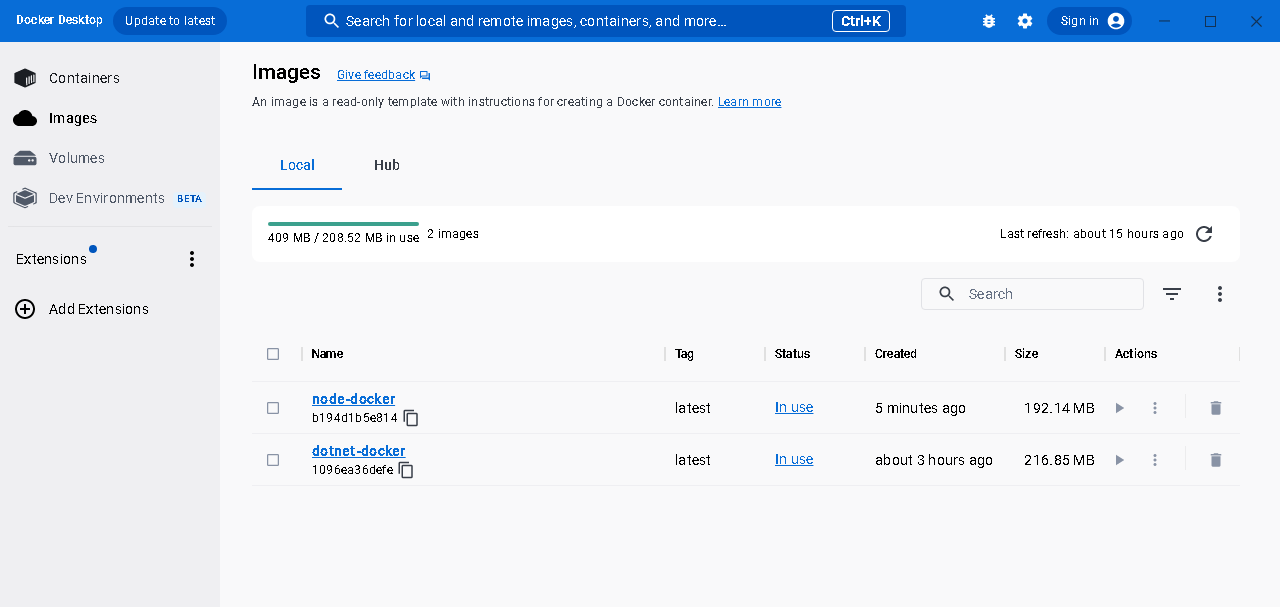 Docker Desktop Update to latest Search for local and remote images, containers, and more... Ctrl+K Sign in
Containers
Images
Volumes
Dev Environments BETA
Extensions
Add Extensions
Images Give feedback
An image is a read-only template with instructions for creating a Docker container. Learn more
Local Hub
409 MB / 208.52 MB in use 2 images Last refresh: about 15 hours ago
Search
Name Tag Status Created Size Actions
node-docker
b194d1b5e814 latest In use 5 minutes ago 192.14 MB
dotnet-docker
1096ea36defe latest In use about 3 hours ago 216.85 MB